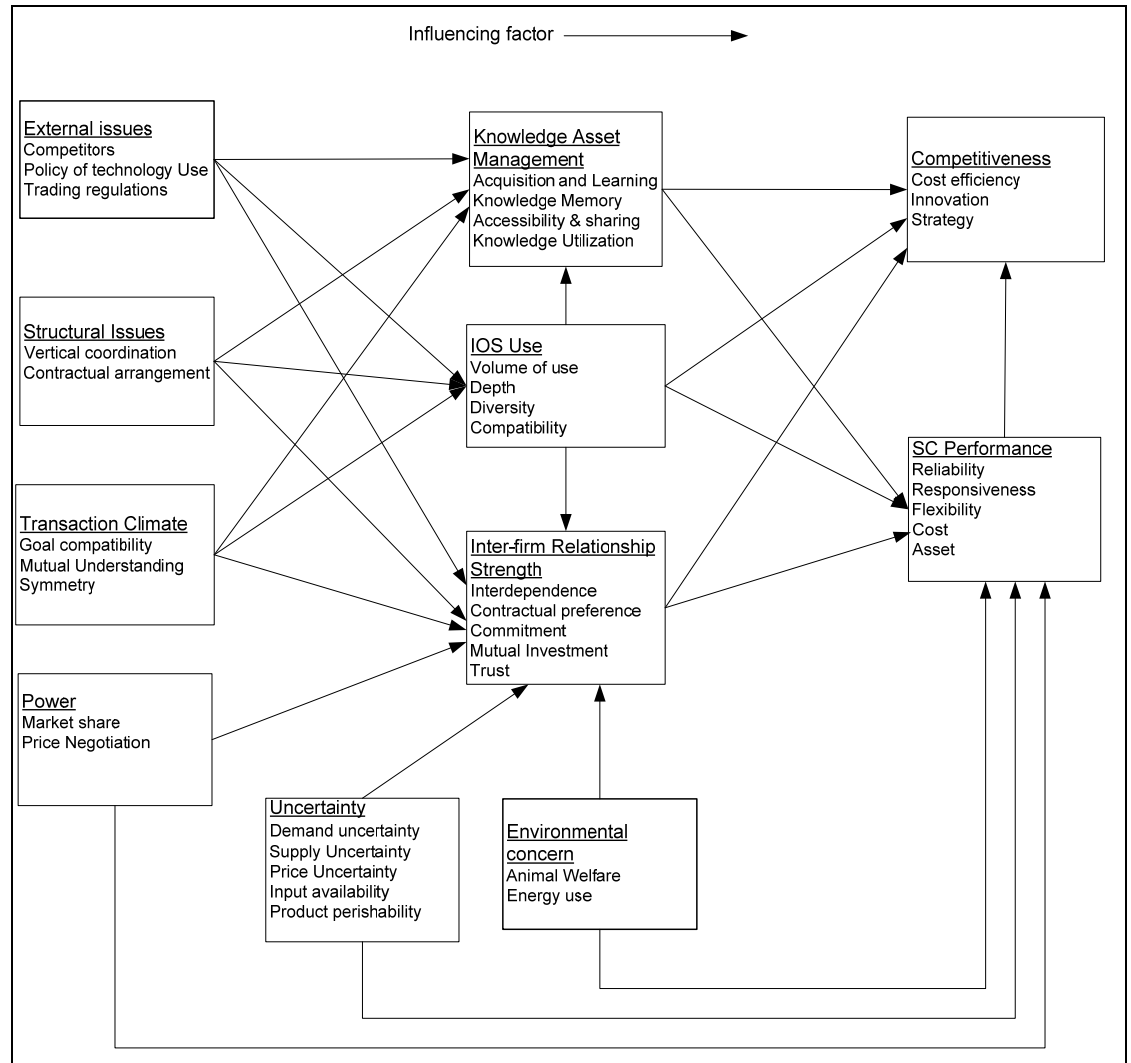 Influencing factor
External issues
Competitors
Policy of technology Use
Trading regulations
Knowledge Asset
Management
Acquisition and Learning
Knowledge Memory
Accessibility & sharing
Knowledge Utilization
Competitiveness
Cost efficiency
Innovation
Strategy
Structural Issues
Vertical coordination
Contractual arrangement
IOS Use
Volume of use
Depth
Diversity
Compatibility
SC Performance
Reliability
Responsiveness
Flexibility
Cost
Asset
Transaction Climate
Goal compatibility
Mutual Understanding
Symmetry
Inter-firm Relationship
Strength
Interdependence
Contractual preference
Commitment
Mutual Investment
Trust
Power
Market share
Price Negotiation
Uncertainty
Demand uncertainty
Supply Uncertainty
Price Uncertainty
Input availability
Product perishability
Environmental
concern
Animal Welfare
Energy use